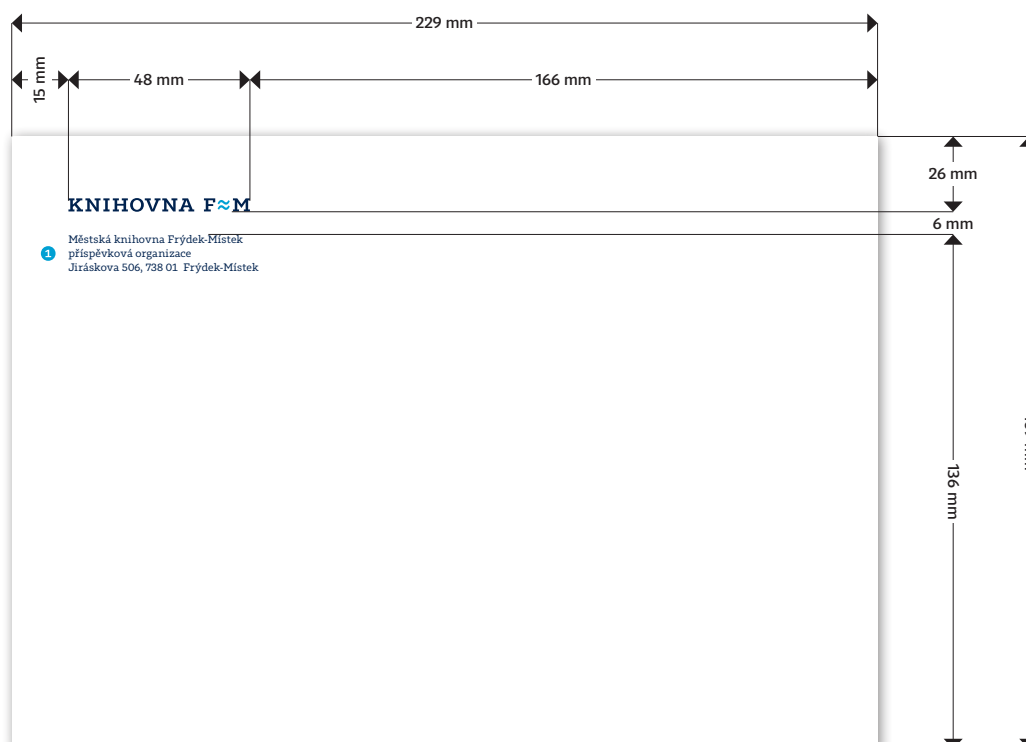 229 mm
15 mm
48 mm
166 mm
26 mm
KNIHOVNA F≈M
6 mm
Městská knihovna Frýdek-Místek
1
příspěvková organizace
Jiráskova 506, 738 01 Frýdek-Místek
136 mm